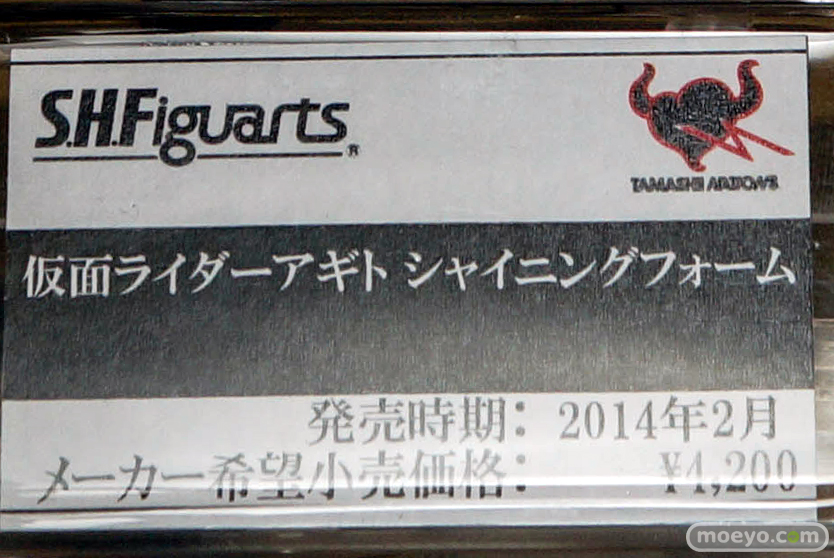 S.H.Figuarts®
仮面ライダーアギト シャイニングフォーム
発売時期：2014年2月
メーカー希望小売価格：¥4,200
moeyo.com